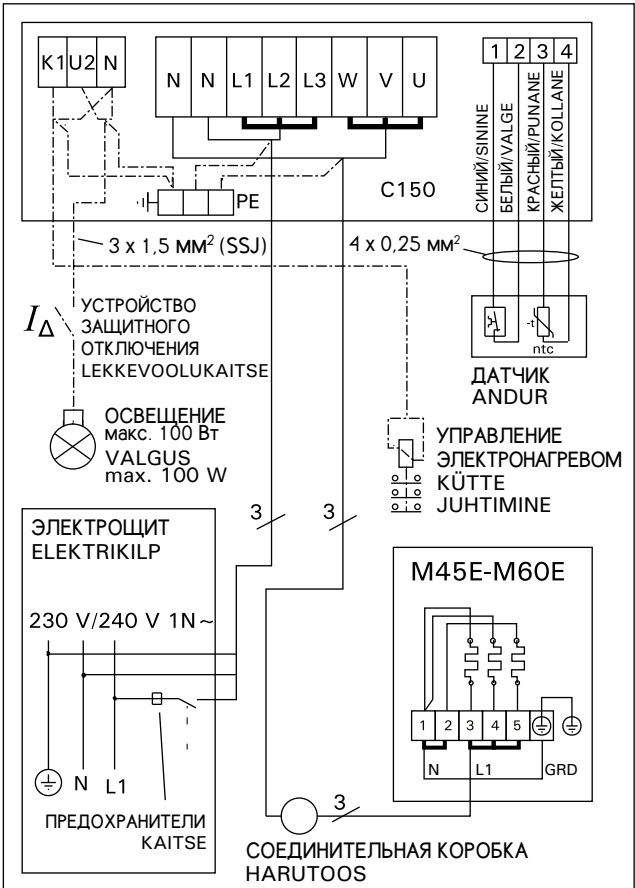 K1 U2 N
N N L1 L2 L3 W V U
1 2 3 4
СИНИЙ/SININE
БЕЛЫЙ/VALGE
КРАСНЫЙ/PUNANE
ЖЕЛТЫЙ/KOLLANE
C150
PE
3 x 1,5 мм² (SSJ)
4 x 0,25 мм²
-t
ntc
ДАТЧИК
ANDUR
IΔ
УСТРОЙСТВО
ЗАЩИТНОГО
ОТКЛЮЧЕНИЯ
LEKKEVOOLUKAITSE
ОСВЕЩЕНИЕ
макс. 100 Вт
VALGUS
max. 100 W
УПРАВЛЕНИЕ
ЭЛЕКТРОНАГРЕВОМ
KÜTTE
JUHTIMINE
3
3
ЭЛЕКТРОЩИТ
ELEKTRIKILP
230 V/240 V 1N~
N L1
ПРЕДОХРАНИТЕЛИ
KAITSE
M45E-M60E
1 2 3 4 5
N L1 GRD
3
СОЕДИНИТЕЛЬНАЯ КОРОБКА
HARUTOOS